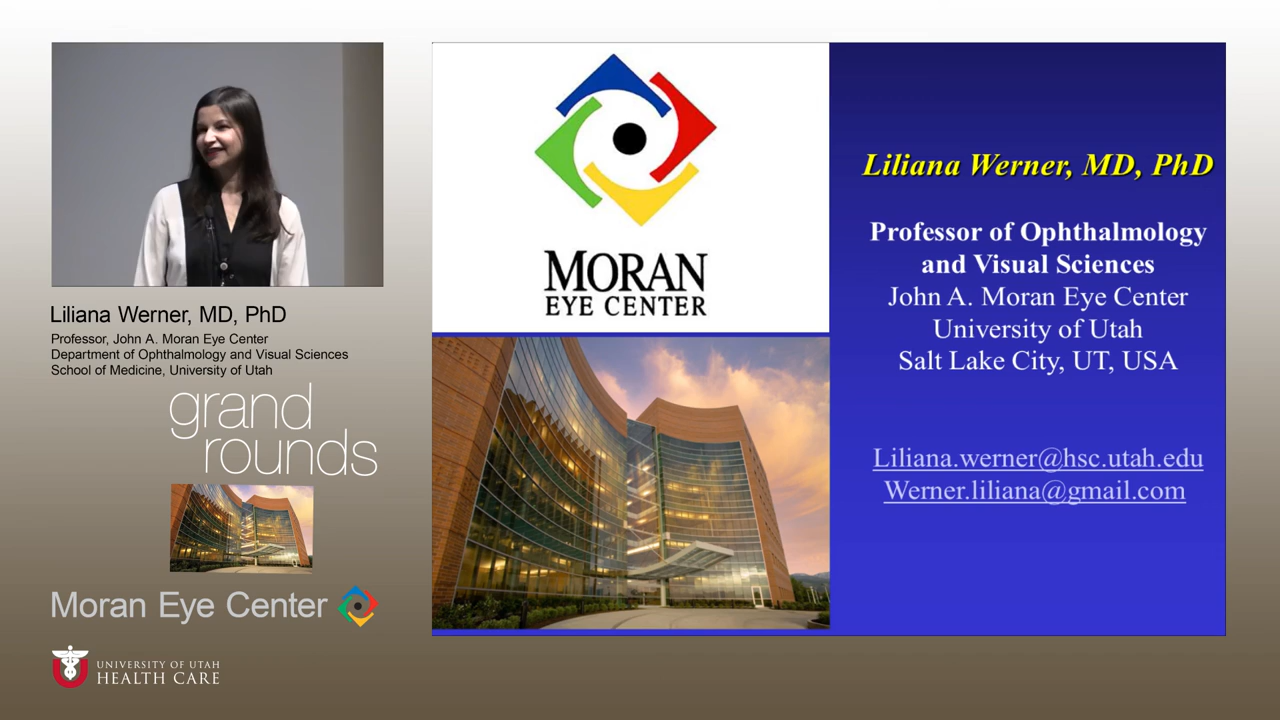 Liliana Werner, MD, PhD
Professor, John A. Moran Eye Center
Department of Ophthalmology and Visual Sciences
School of Medicine, University of Utah
grand
rounds
Moran Eye Center
UNIVERSITY OF UTAH
HEALTH CARE
MORAN
EYE CENTER
Liliana Werner, MD, PhD
Professor of Ophthalmology
and Visual Sciences
John A. Moran Eye Center
University of Utah
Salt Lake City, UT, USA
Liliana.werner@hsc.utah.edu
Werner.liliana@gmail.com